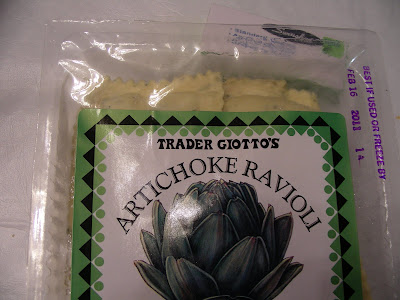 TRADER GIOTTO'S
ARTICHOKE RAVIOLI
BEST IF USED OR FREEZE BY
FEB 16 2013 14